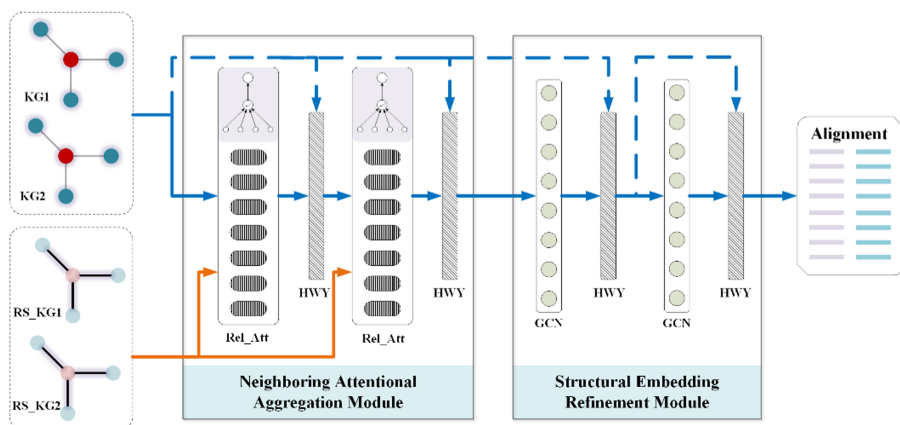 KG1
KG2
RS_KG1
RS_KG2
Rel_Att
HWY
Rel_Att
HWY
Neighboring Attentional
Aggregation Module
GCN
HWY
GCN
HWY
Structural Embedding
Refinement Module
Alignment